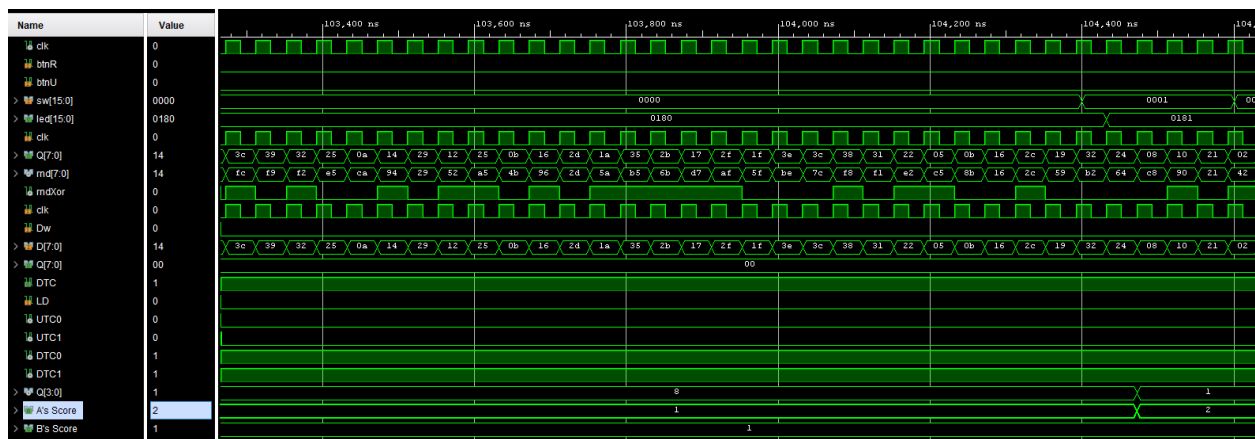 Name Value 103,400 ns 103,600 ns 103,800 ns 104,000 ns 104,200 ns 104,400 ns 104,
clk 0
btnR 0
btnU 0
sw[15:0] 0000 0000 0001 00
led[15:0] 0180 0180 0181
clk 0
Q[7:0] 14 3c 39 32 25 0a 14 29 12 25 0b 16 2d 1a 35 2b 17 2f 1f 3e 3c 38 31 22 05 0b 16 2c 19 32 24 08 10 21 02
rnd[7:0] 14 fc f9 f2 e5 ca 94 29 52 a5 4b 96 2d 5a b5 6b d7 af 5f be 7c f8 f1 e2 c5 8b 16 2c 59 b2 64 c8 90 21 42
rndXor 0
clk 0
Dw 0
D[7:0] 14 3c 39 32 25 0a 14 29 12 25 0b 16 2d 1a 35 2b 17 2f 1f 3e 3c 38 31 22 05 0b 16 2c 19 32 24 08 10 21 02
Q[7:0] 00 00
DTC 1
LD 0
UTC0 0
UTC1 0
DTC0 1
DTC1 1
Q[3:0] 1 8 1
A's Score 2 1 2
B's Score 1 1